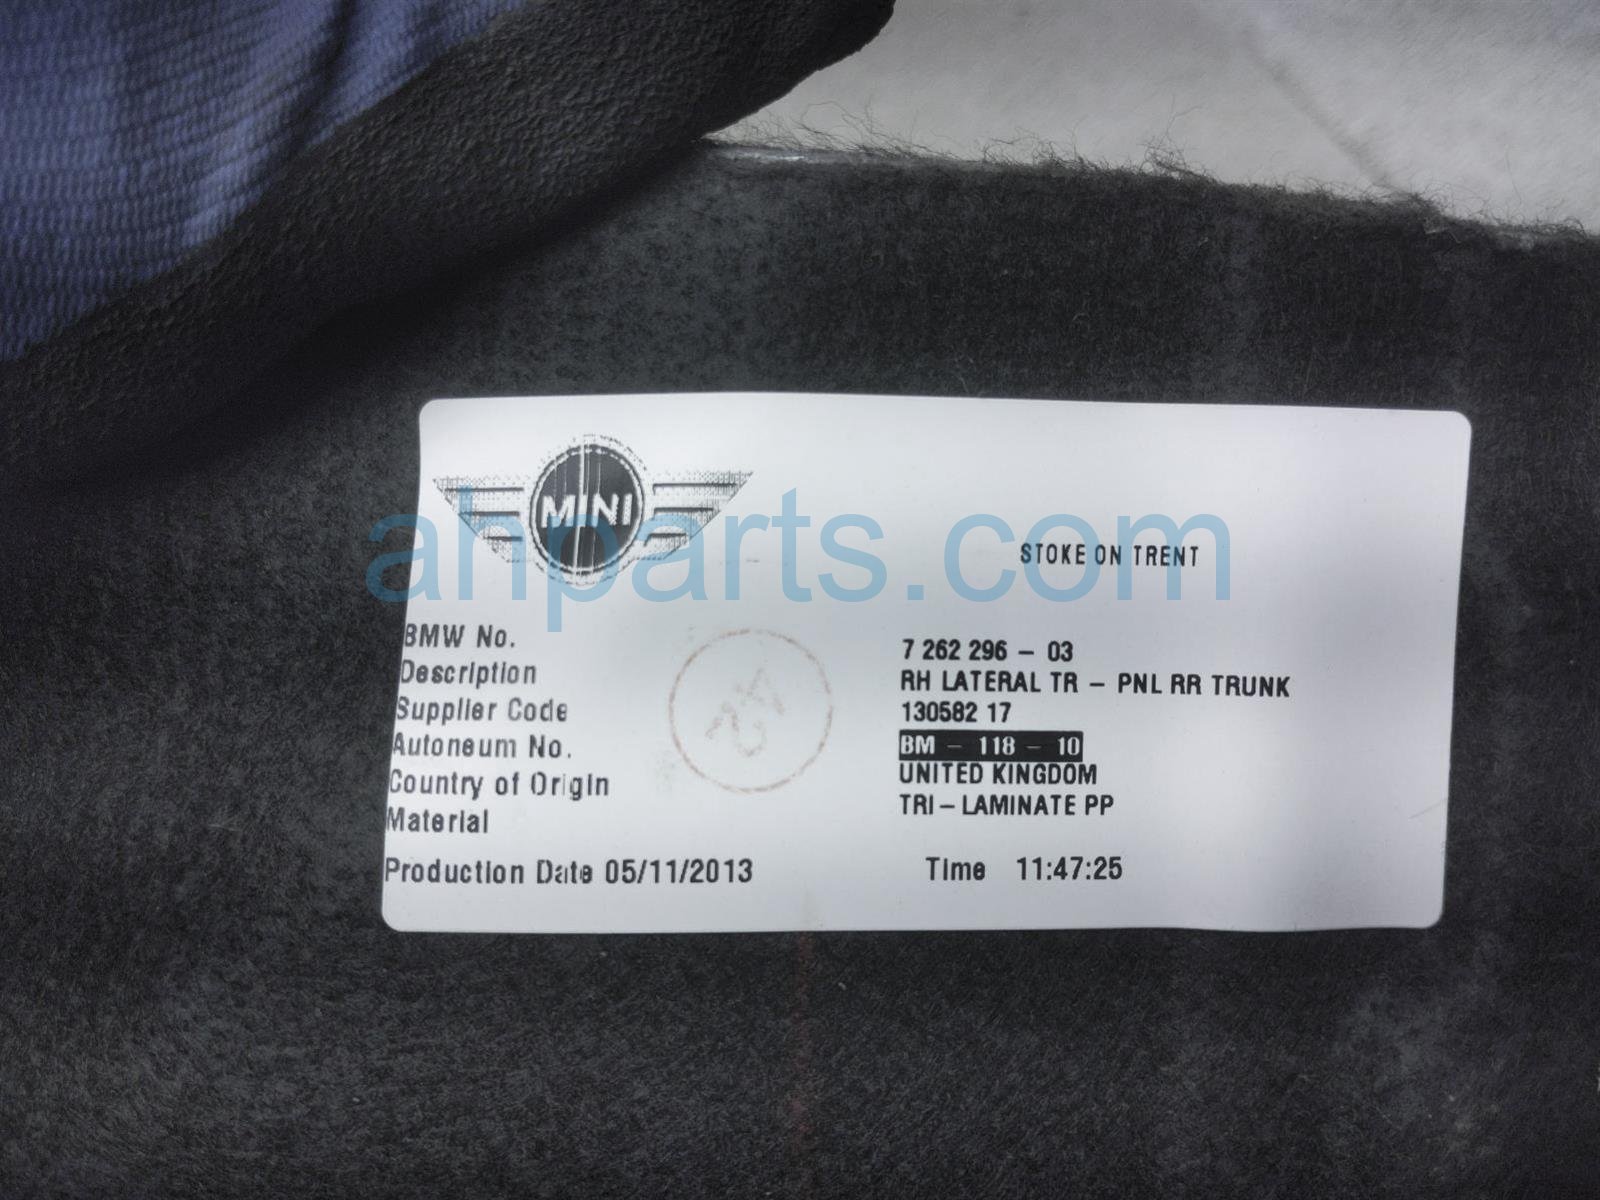 MINI
ahparts.com
STOKE ON TRENT
BMW No. 7 262 296 – 03
Description RH LATERAL TR – PNL RR TRUNK
Supplier Code 130582 17
Autoneum No. BM – 118 – 10
Country of Origin UNITED KINGDOM
Material TRI – LAMINATE PP
Production Date 05/11/2013 Time 11:47:25